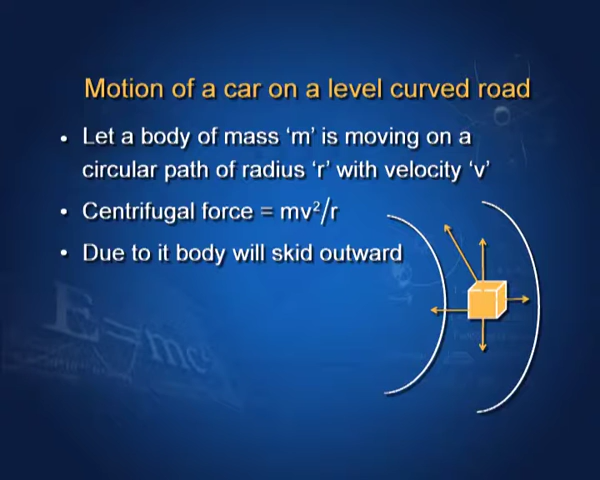 Motion of a car on a level curved road
• Let a body of mass ‘m’ is moving on a
circular path of radius ‘r’ with velocity ‘v’
• Centrifugal force = mv²/r
• Due to it body will skid outward
E=mc²